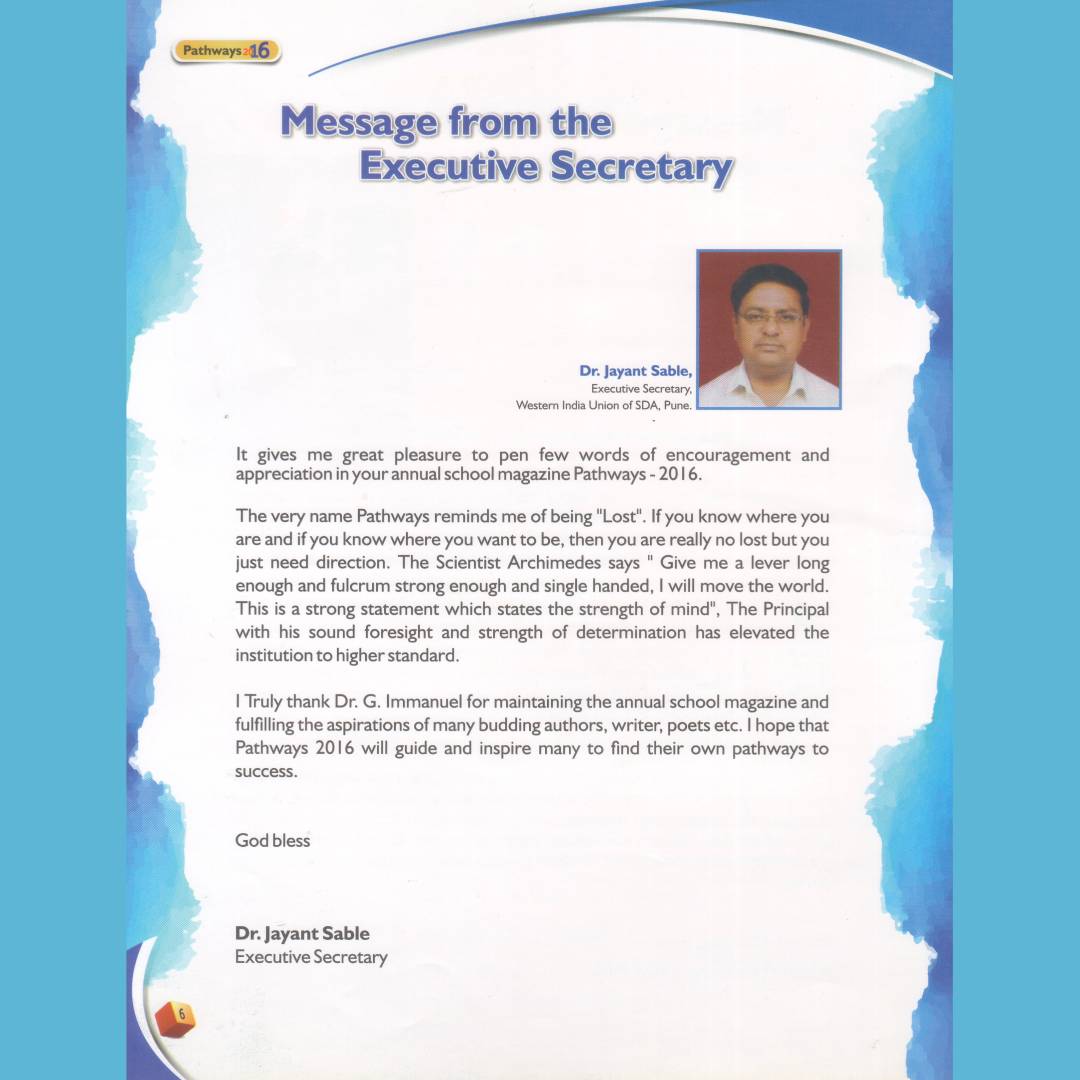 Pathways 2016
Message from the
Executive Secretary
Dr. Jayant Sable,
Executive Secretary,
Western India Union of SDA, Pune.
It gives me great pleasure to pen few words of encouragement and
appreciation in your annual school magazine Pathways - 2016.
The very name Pathways reminds me of being "Lost". If you know where you
are and if you know where you want to be, then you are really no lost but you
just need direction. The Scientist Archimedes says " Give me a lever long
enough and fulcrum strong enough and single handed, I will move the world.
This is a strong statement which states the strength of mind", The Principal
with his sound foresight and strength of determination has elevated the
institution to higher standard.
I Truly thank Dr. G. Immanuel for maintaining the annual school magazine and
fulfilling the aspirations of many budding authors, writer, poets etc. I hope that
Pathways 2016 will guide and inspire many to find their own pathways to
success.
God bless
Dr. Jayant Sable
Executive Secretary
6